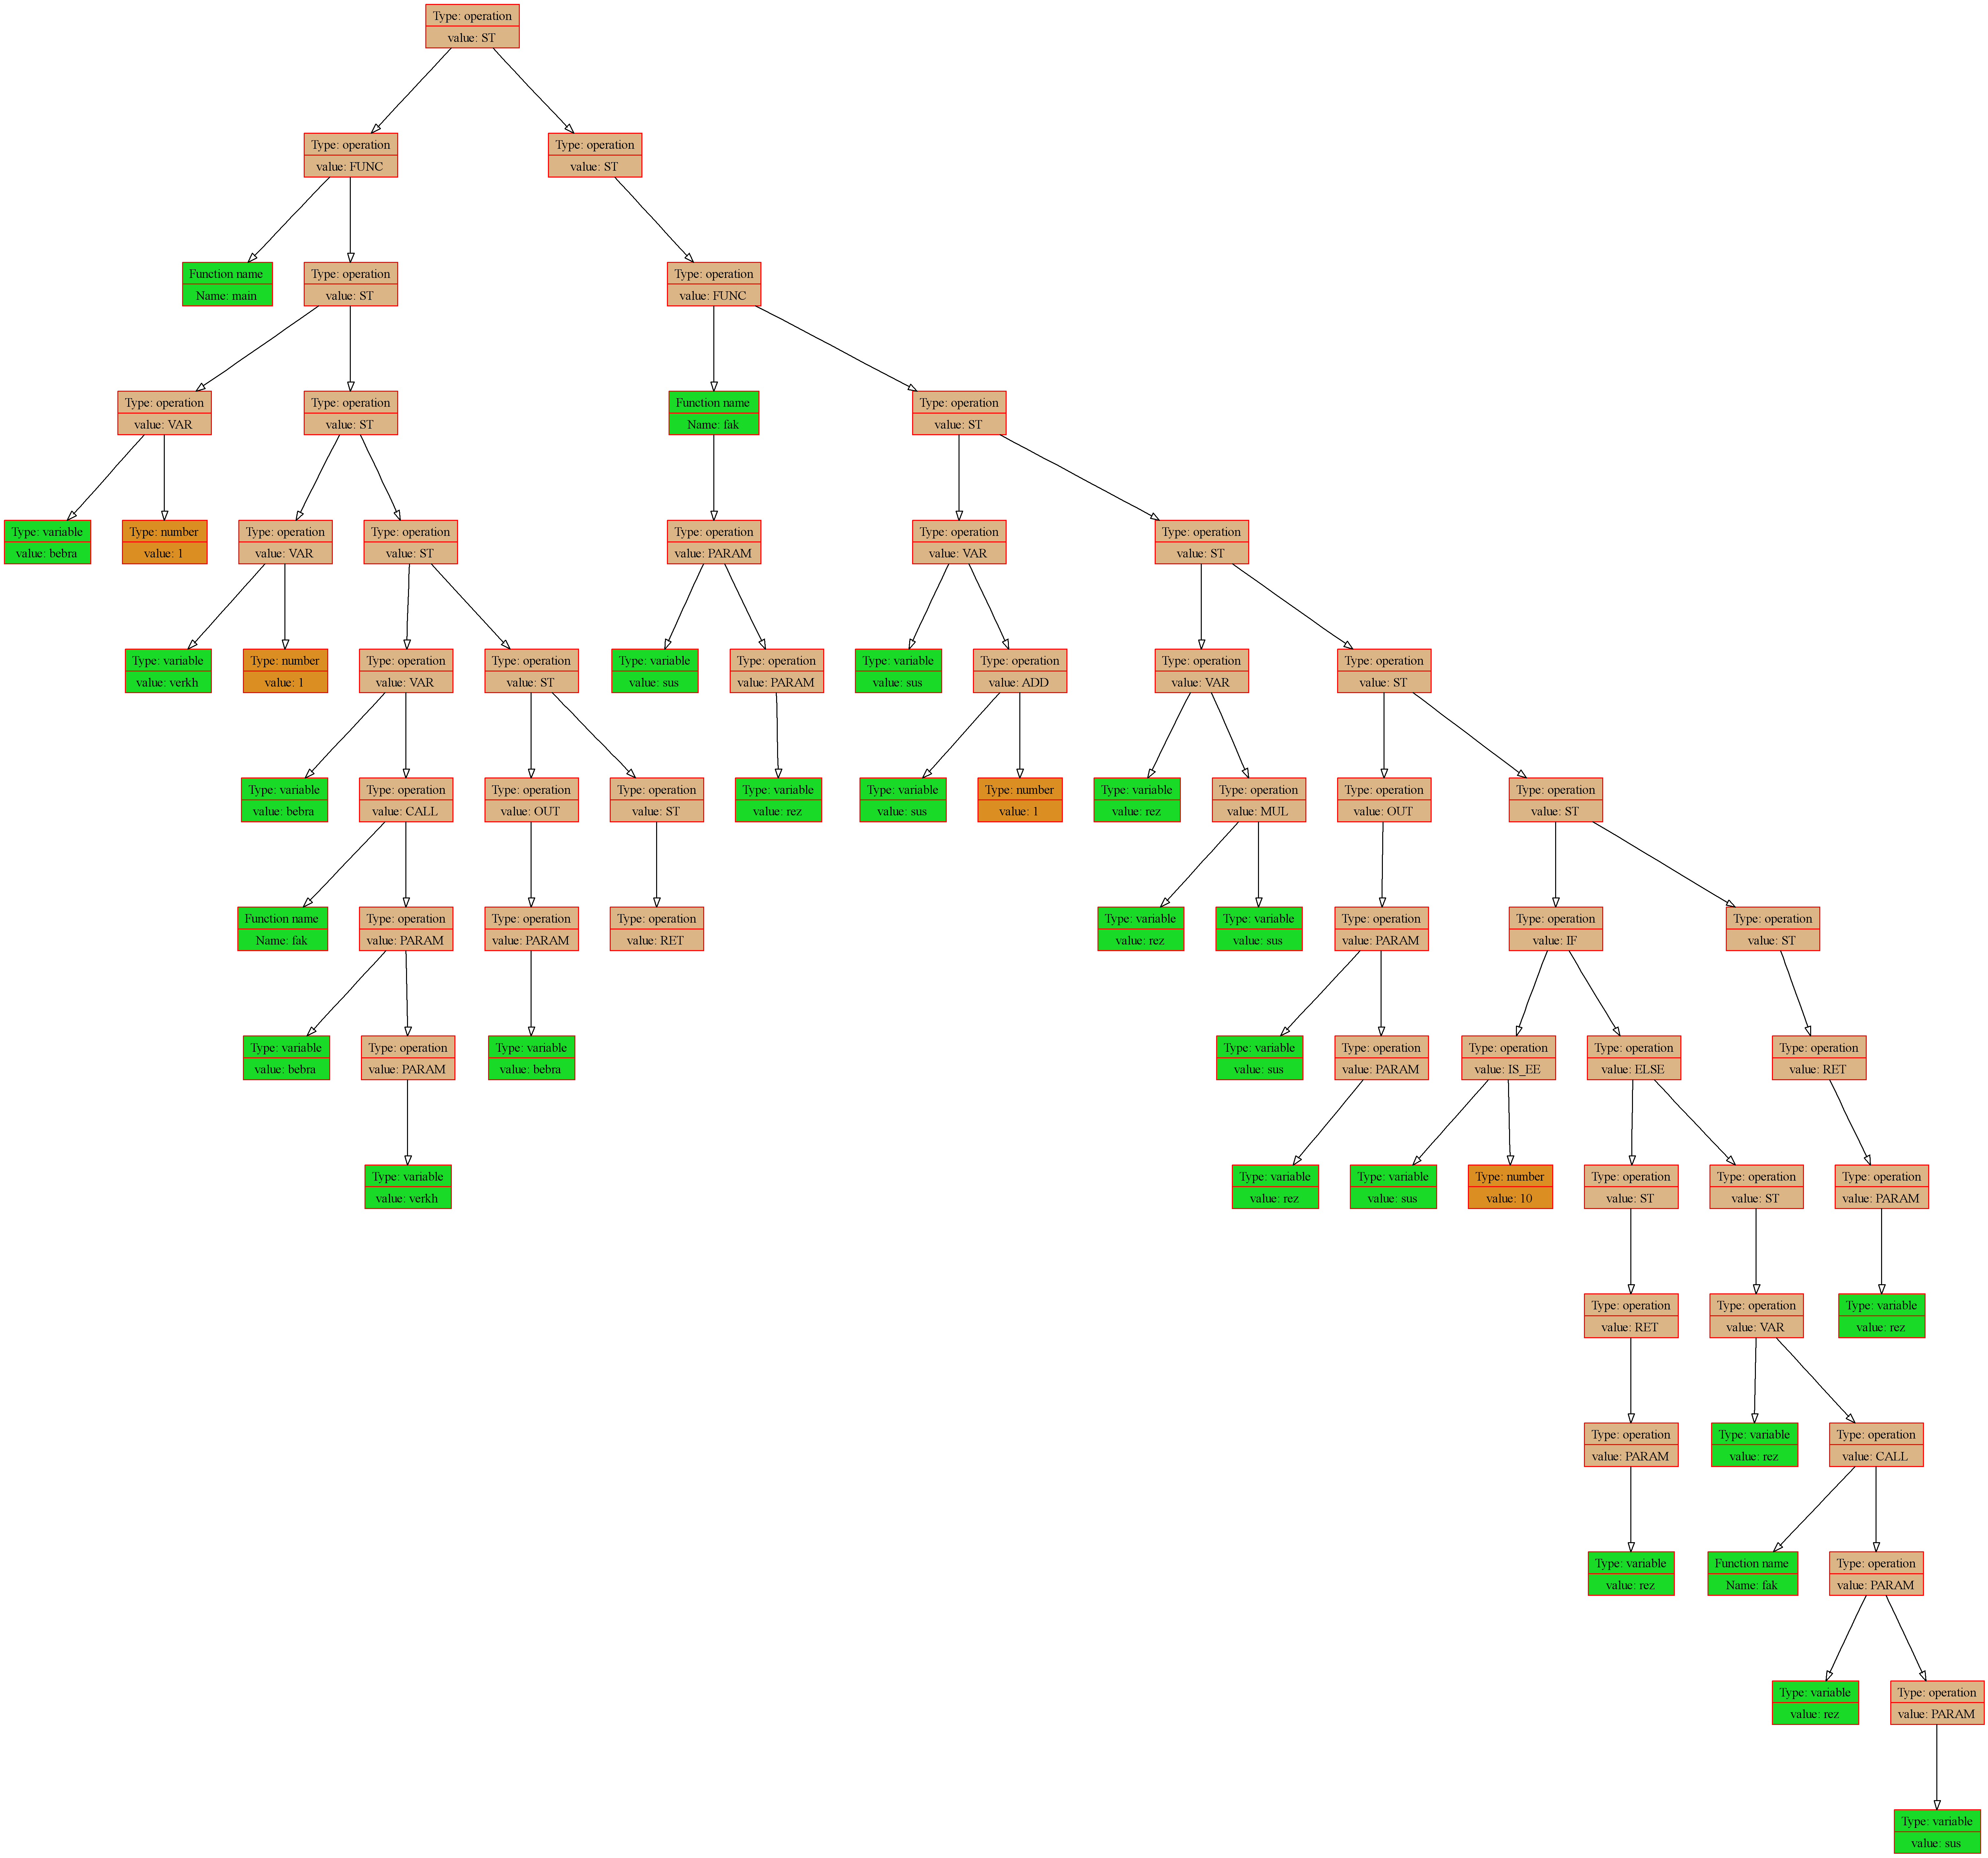 Type: operation
value: ST
Type: operation
value: FUNC
Type: operation
value: ST
Function name
Name: main
Type: operation
value: ST
Type: operation
value: FUNC
Type: operation
value: VAR
Type: operation
value: ST
Function name
Name: fak
Type: operation
value: ST
Type: variable
value: bebra
Type: number
value: 1
Type: operation
value: VAR
Type: operation
value: ST
Type: operation
value: PARAM
Type: operation
value: VAR
Type: operation
value: ST
Type: variable
value: verkh
Type: number
value: 1
Type: operation
value: VAR
Type: operation
value: ST
Type: variable
value: sus
Type: operation
value: PARAM
Type: variable
value: sus
Type: operation
value: ADD
Type: operation
value: VAR
Type: operation
value: ST
Type: variable
value: bebra
Type: operation
value: CALL
Type: operation
value: OUT
Type: operation
value: ST
Type: variable
value: rez
Type: variable
value: sus
Type: number
value: 1
Type: variable
value: rez
Type: operation
value: MUL
Type: operation
value: OUT
Type: operation
value: ST
Function name
Name: fak
Type: operation
value: PARAM
Type: operation
value: PARAM
Type: operation
value: RET
Type: variable
value: rez
Type: variable
value: sus
Type: operation
value: PARAM
Type: operation
value: IF
Type: operation
value: ST
Type: variable
value: bebra
Type: operation
value: PARAM
Type: variable
value: bebra
Type: variable
value: sus
Type: operation
value: PARAM
Type: operation
value: IS_EE
Type: operation
value: ELSE
Type: operation
value: RET
Type: variable
value: verkh
Type: variable
value: rez
Type: variable
value: sus
Type: number
value: 10
Type: operation
value: ST
Type: operation
value: ST
Type: operation
value: PARAM
Type: operation
value: RET
Type: operation
value: VAR
Type: variable
value: rez
Type: operation
value: PARAM
Type: variable
value: rez
Type: operation
value: CALL
Type: variable
value: rez
Function name
Name: fak
Type: operation
value: PARAM
Type: variable
value: rez
Type: operation
value: PARAM
Type: variable
value: sus